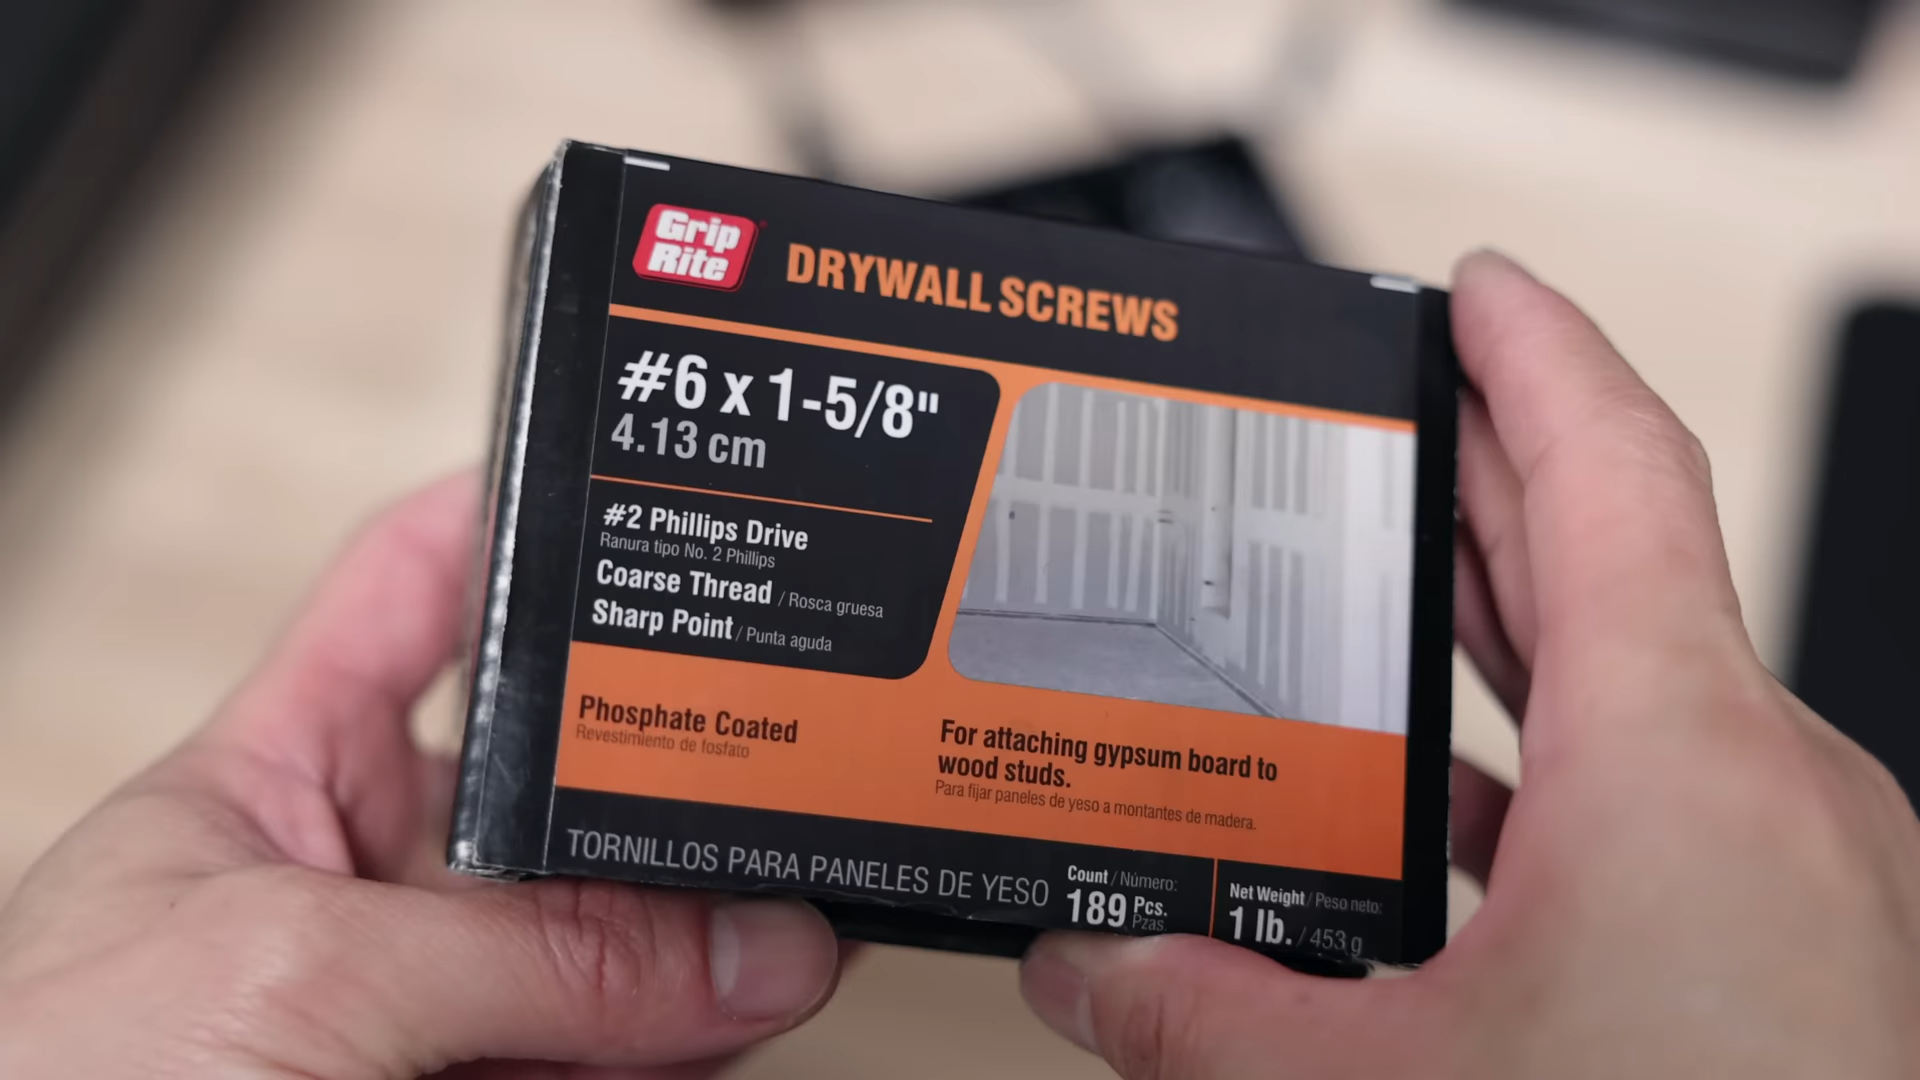 Grip
Rite
DRYWALL SCREWS
#6 x 1-5/8"
4.13 cm
#2 Phillips Drive
Ranura tipo No. 2 Phillips
Coarse Thread / Rosca gruesa
Sharp Point / Punta aguda
Phosphate Coated
Revestimiento de fosfato
For attaching gypsum board to
wood studs.
Para fijar paneles de yeso a montantes de madera.
TORNILLOS PARA PANELES DE YESO
Count / Número:
189 Pcs.
Pzas.
Net Weight / Peso neto:
1 lb. / 453 g